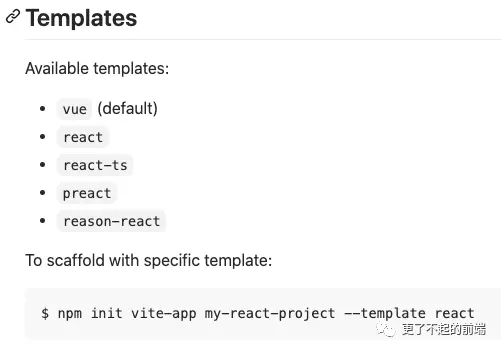 Templates
Available templates:
vue (default)
react
react-ts
preact
reason-react
To scaffold with specific template:
$ npm init vite-app my-react-project --template react
更了不起的前端